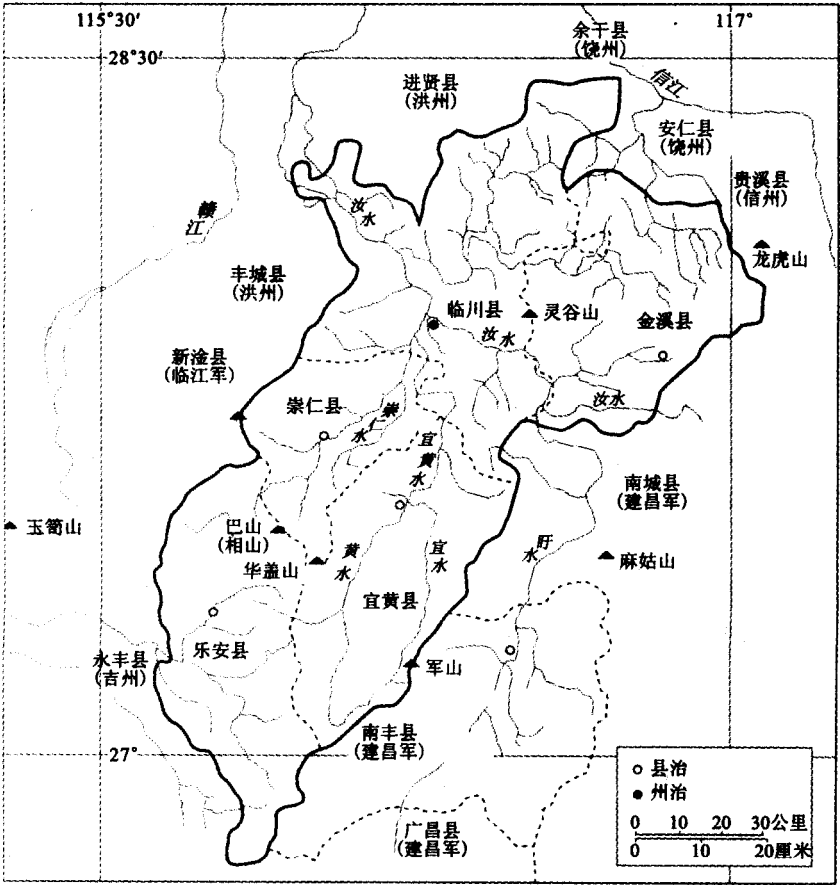 115°30′
117°
28°30′
余干县
(饶州)
信江
进贤县
(洪州)
安仁县
(饶州)
贵溪县
(信州)
赣江
汝水
龙虎山
丰城县
(洪州)
临川县
灵谷山
金溪县
汝水
新淦县
(临江军)
汝水
崇仁县
崇仁水
宜黄水
南城县
(建昌军)
玉笥山
巴山
(相山)
华盖山
黄水
宜水
盱水
麻姑山
宜黄县
乐安县
永丰县
(吉州)
军山
南丰县
(建昌军)
27°
县治
州治
0 10 20 30公里
0 10 20厘米
广昌县
(建昌军)